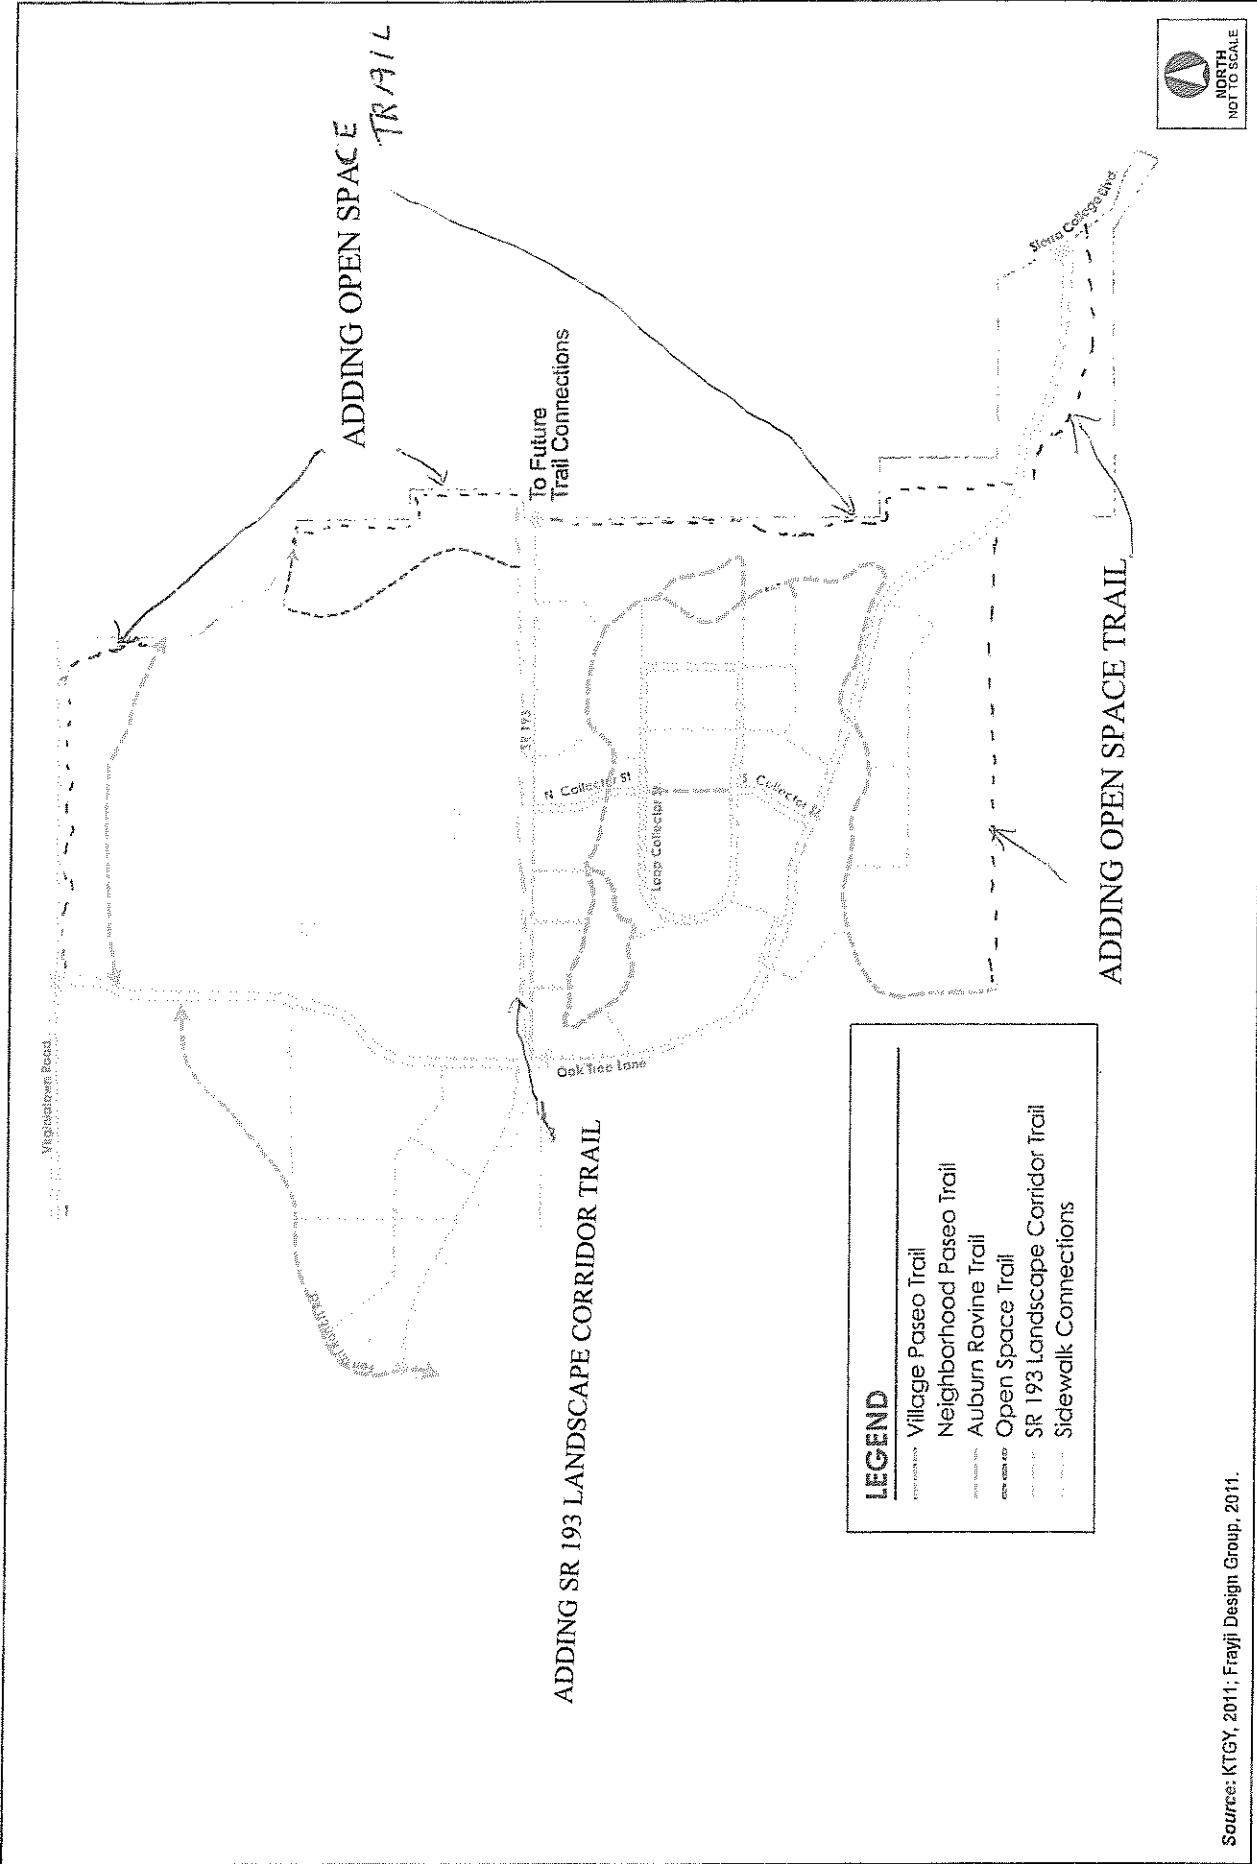 Virginiatown Road
ADDING OPEN SPACE
TRAIL
To Future
Trail Connections
SR 193
N Collector St
Loop Collector St
S Collector St
Oak Tree Lane
Sierra College Blvd
ADDING SR 193 LANDSCAPE CORRIDOR TRAIL
ADDING OPEN SPACE TRAIL
LEGEND
Village Paseo Trail
Neighborhood Paseo Trail
Auburn Ravine Trail
Open Space Trail
SR 193 Landscape Corridor Trail
Sidewalk Connections
NORTH
NOT TO SCALE
Source: KTGY, 2011; Frayji Design Group, 2011.